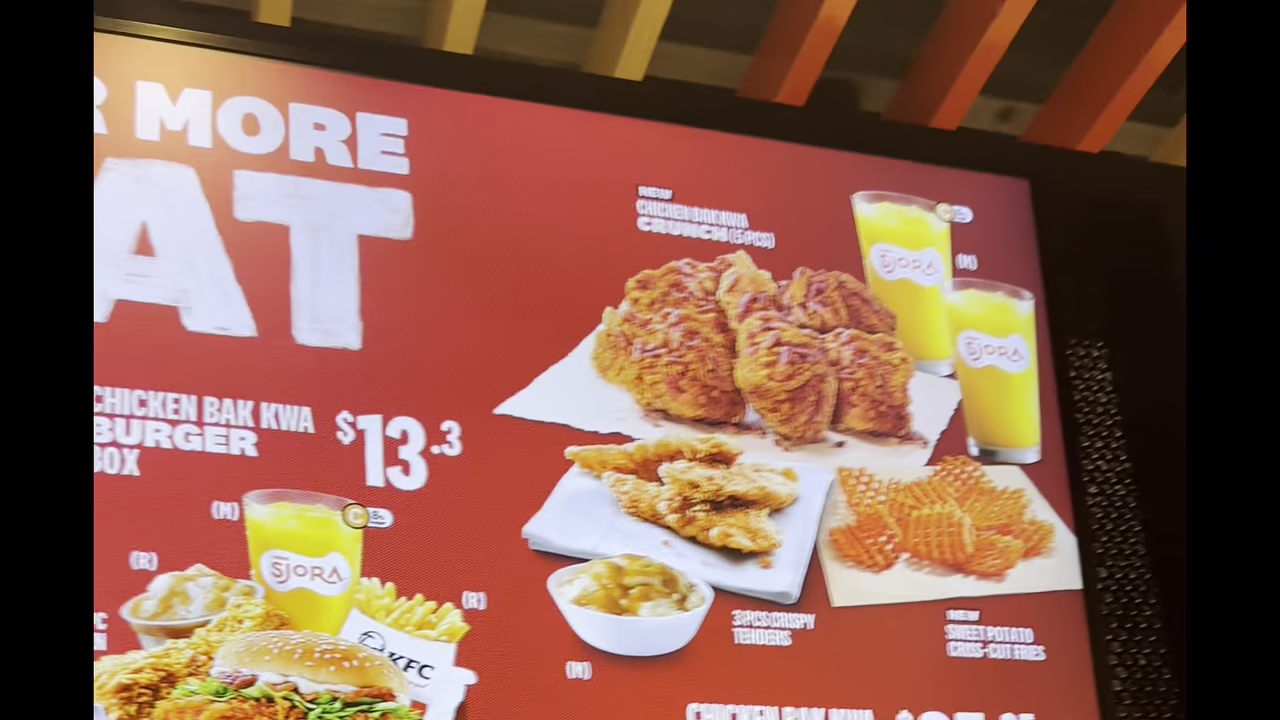 MORE
AT
CHICKEN BAK KWA
BURGER
BOX
$13.3
(M)
(R)
SJORA
(R)
KFC
NEW
CHICKEN BAK KWA
CRUNCH (5 PCS)
(M)
SJORA
SJORA
3 PCS CRISPY
TENDERS
(M)
NEW
SWEET POTATO
CRISS-CUT FRIES
CHICKEN BAK KWA